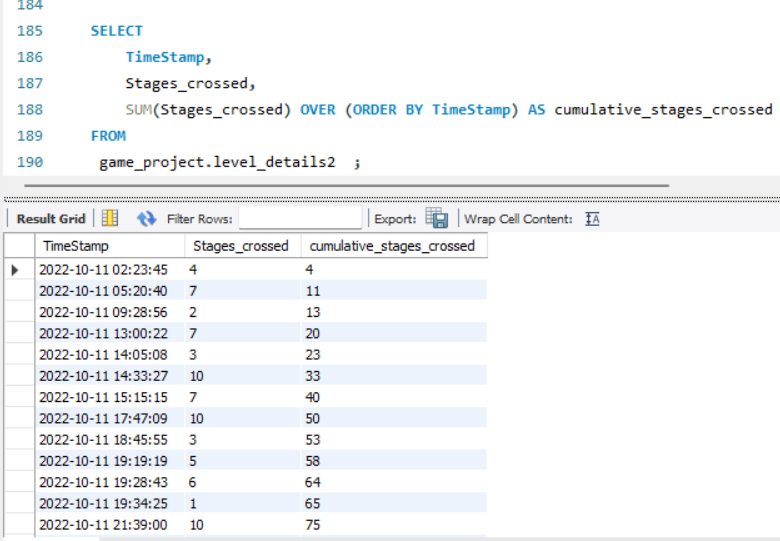 184
185 SELECT
186 TimeStamp,
187 Stages_crossed,
188 SUM(Stages_crossed) OVER (ORDER BY TimeStamp) AS cumulative_stages_crossed
189 FROM
190 game_project.level_details2 ;
Result Grid Filter Rows: Export: Wrap Cell Content: IA
TimeStamp Stages_crossed cumulative_stages_crossed
2022-10-11 02:23:45 4 4
2022-10-11 05:20:40 7 11
2022-10-11 09:28:56 2 13
2022-10-11 13:00:22 7 20
2022-10-11 14:05:08 3 23
2022-10-11 14:33:27 10 33
2022-10-11 15:15:15 7 40
2022-10-11 17:47:09 10 50
2022-10-11 18:45:55 3 53
2022-10-11 19:19:19 5 58
2022-10-11 19:28:43 6 64
2022-10-11 19:34:25 1 65
2022-10-11 21:39:00 10 75